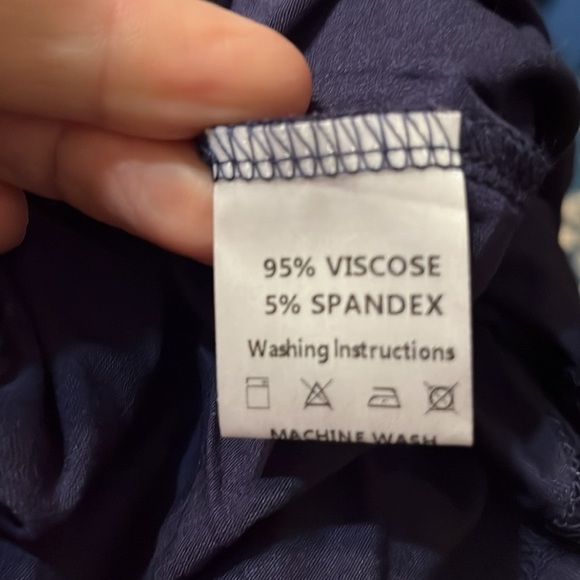 95% VISCOSE
5% SPANDEX
Washing Instructions
MACHINE WASH